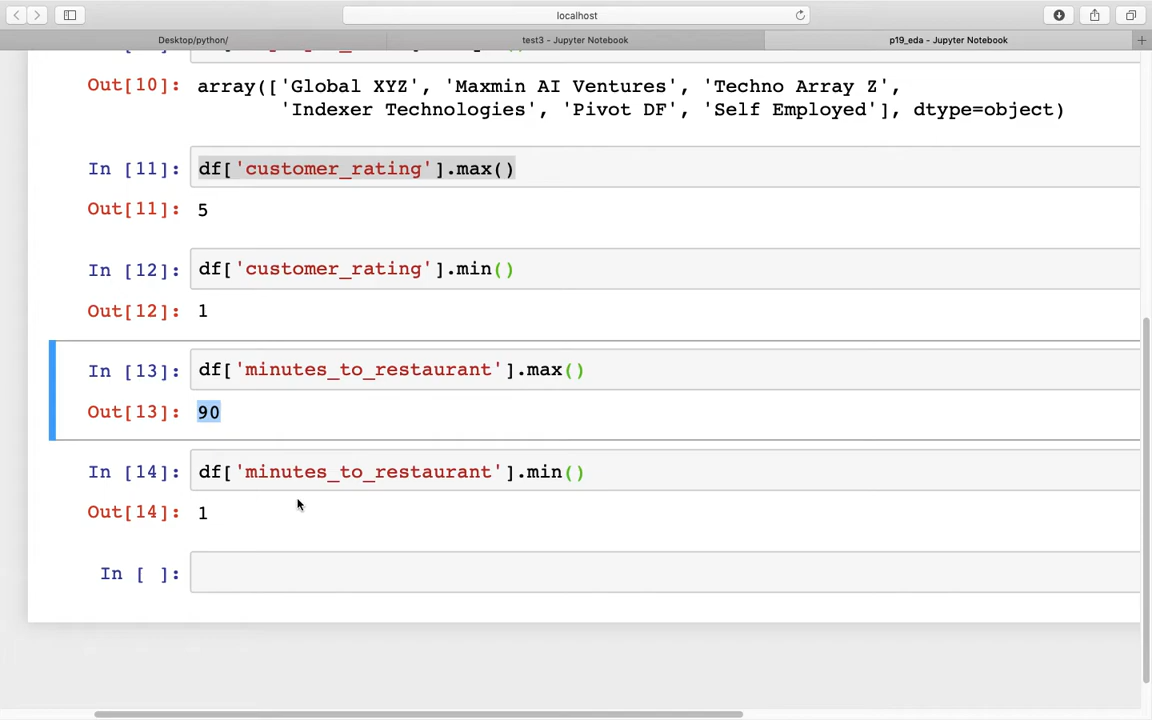 localhost
Desktop/python/
test3 - Jupyter Notebook
p19_eda - Jupyter Notebook
Out[10]: array(['Global XYZ', 'Maxmin AI Ventures', 'Techno Array Z',
'Indexer Technologies', 'Pivot DF', 'Self Employed'], dtype=object)
In [11]: df['customer_rating'].max()
Out[11]: 5
In [12]: df['customer_rating'].min()
Out[12]: 1
In [13]: df['minutes_to_restaurant'].max()
Out[13]: 90
In [14]: df['minutes_to_restaurant'].min()
Out[14]: 1
In [ ]: